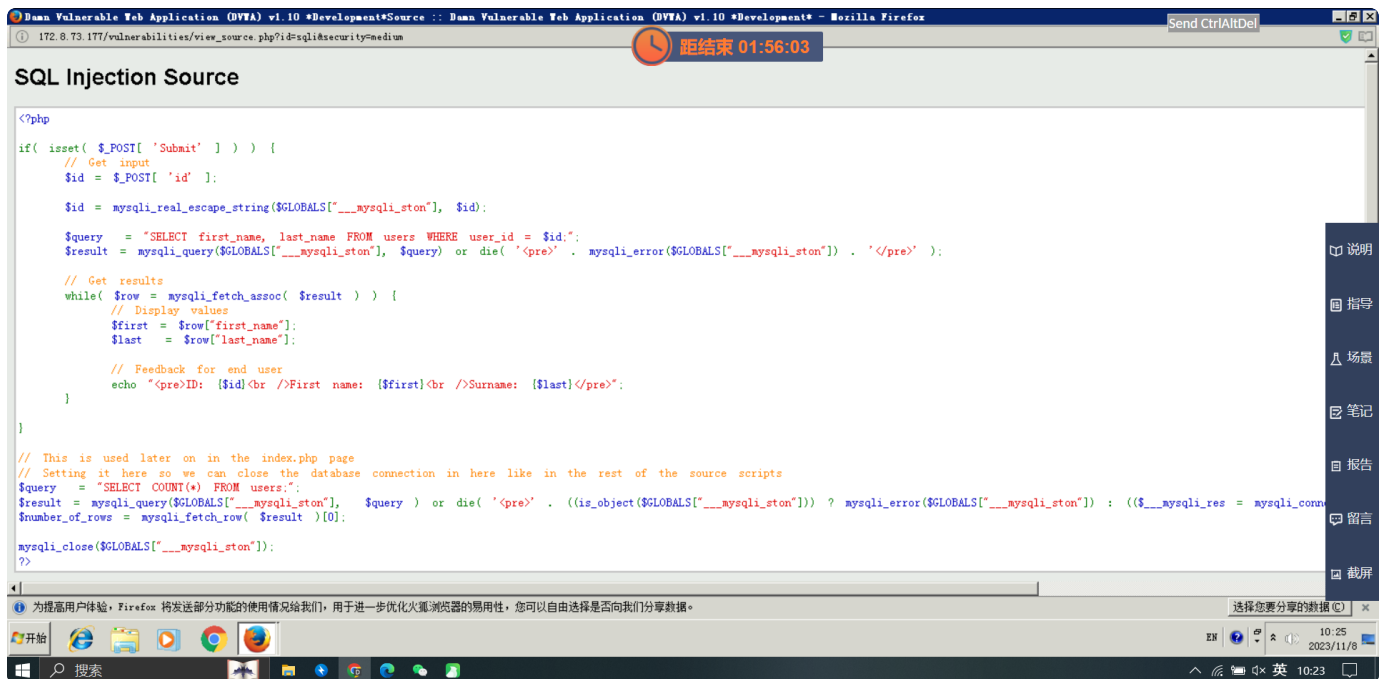 Damn Vulnerable Web Application (DVWA) v1.10 *Development*Source :: Damn Vulnerable Web Application (DVWA) v1.10 *Development* - Mozilla Firefox
Send CtrlAltDel
172.8.73.177/vulnerabilities/view_source.php?id=sqli&security=medium
距结束 01:56:03
SQL Injection Source
<?php
if( isset( $_POST[ 'Submit' ] ) ) {
// Get input
$id = $_POST[ 'id' ];
$id = mysqli_real_escape_string($GLOBALS["___mysqli_ston"], $id);
$query = "SELECT first_name, last_name FROM users WHERE user_id = $id;";
$result = mysqli_query($GLOBALS["___mysqli_ston"], $query) or die( '<pre>' . mysqli_error($GLOBALS["___mysqli_ston"]) . '</pre>' );
// Get results
while( $row = mysqli_fetch_assoc( $result ) ) {
// Display values
$first = $row["first_name"];
$last = $row["last_name"];
// Feedback for end user
echo "<pre>ID: {$id}<br />First name: {$first}<br />Surname: {$last}</pre>";
}
}
// This is used later on in the index.php page
// Setting it here so we can close the database connection in here like in the rest of the source scripts
$query = "SELECT COUNT(*) FROM users;";
$result = mysqli_query($GLOBALS["___mysqli_ston"], $query ) or die( '<pre>' . ((is_object($GLOBALS["___mysqli_ston"])) ? mysqli_error($GLOBALS["___mysqli_ston"]) : (($___mysqli_res = mysqli_conne
$number_of_rows = mysqli_fetch_row( $result )[0];
mysqli_close($GLOBALS["___mysqli_ston"]);
?>
说明
指导
场景
笔记
报告
留言
截屏
为提高用户体验，Firefox 将发送部分功能的使用情况给我们，用于进一步优化火狐浏览器的易用性，您可以自由选择是否向我们分享数据。
选择您要分享的数据(C)
开始
EN
10:25
2023/11/8
搜索
英
10:23